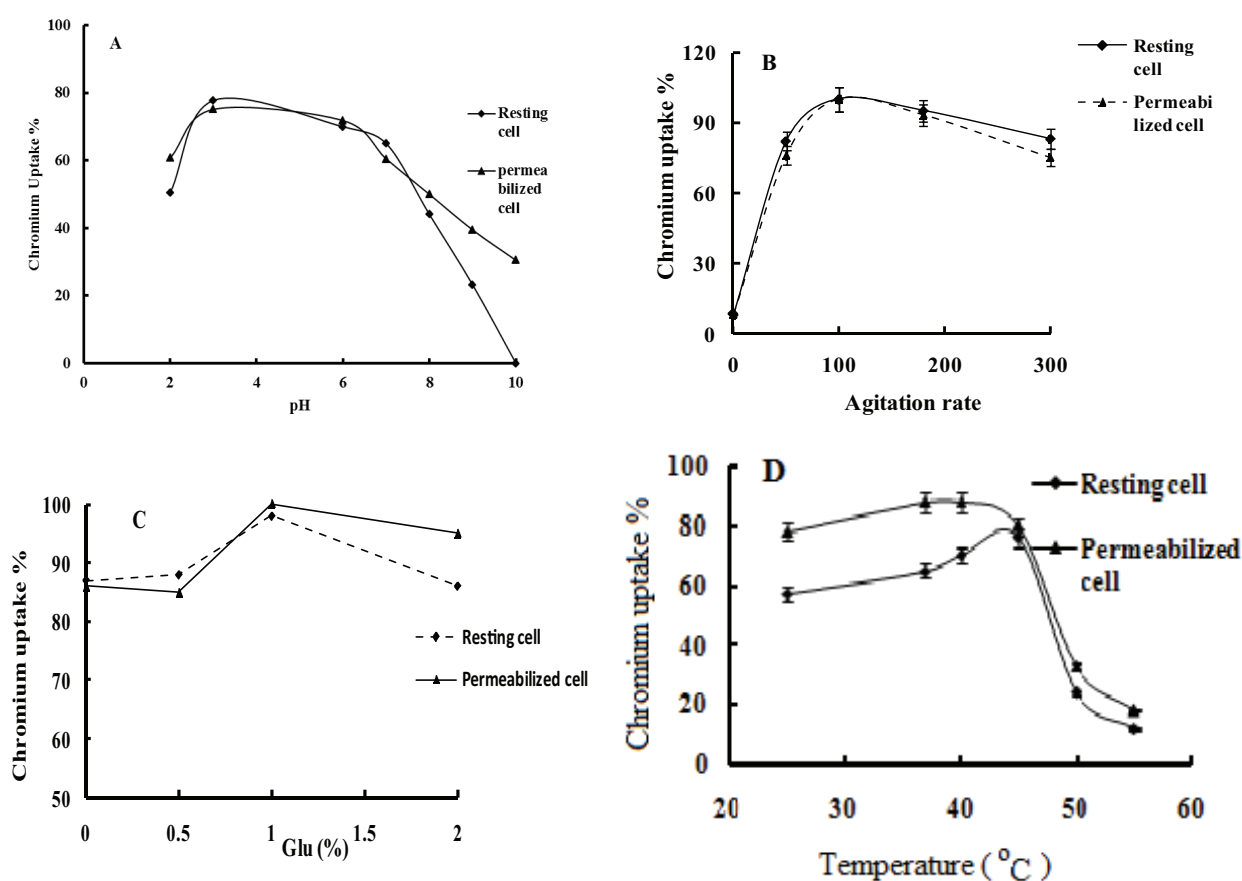 A
100
80
60
40
20
0
Chromium Uptake %
0 2 4 6 8 10
pH
Resting
cell
permea
bilized
cell
B
120
90
60
30
0
Chromium uptake %
0 100 200 300
Agitation rate
Resting
cell
Permeabi
lized cell
C
100
90
80
70
60
50
Chromium uptake %
0 0.5 1 1.5 2
Glu (%)
Resting cell
Permeabilized cell
D
100
80
60
40
20
0
Chromium uptake %
20 30 40 50 60
Temperature ( °C)
Resting cell
Permeabilized
cell